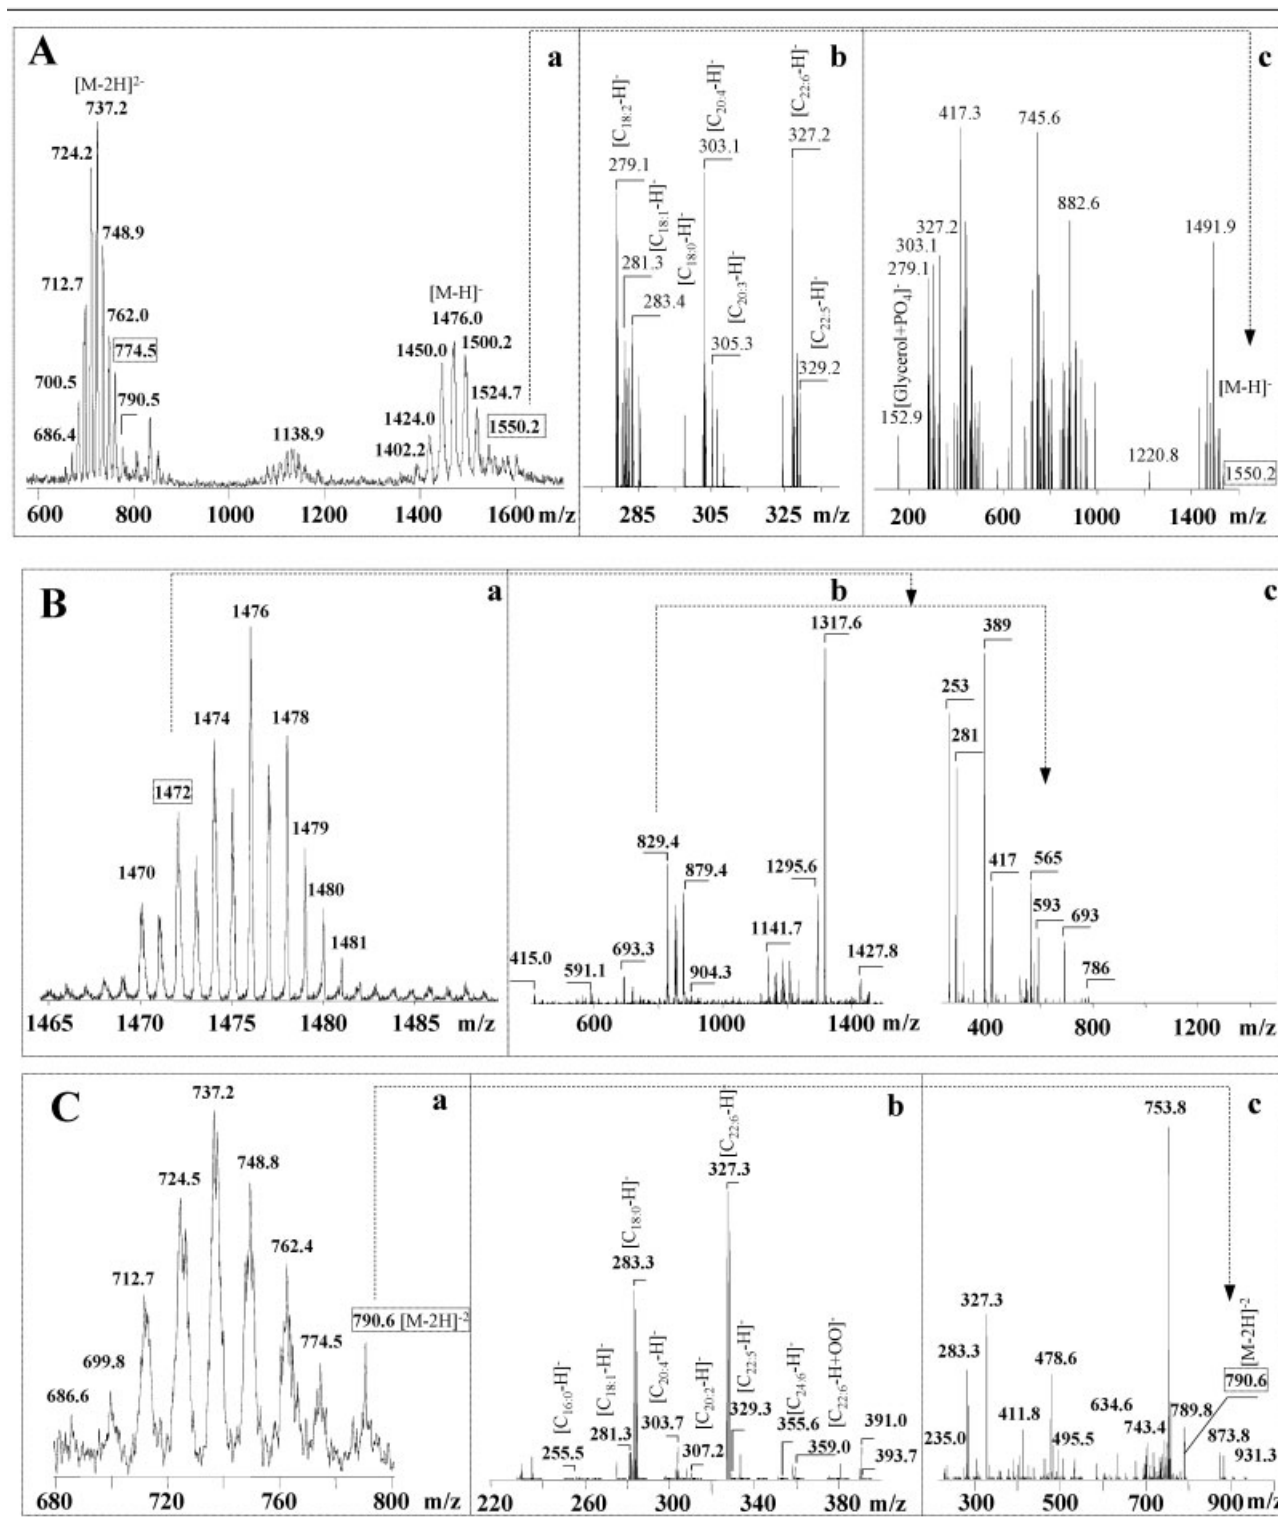 A
a
[M-2H]²⁻
737.2
724.2
748.9
712.7
762.0
774.5
700.5
790.5
686.4
1138.9
[M-H]⁻
1476.0
1450.0
1500.2
1524.7
1424.0
1550.2
1402.2
600 800 1000 1200 1400 1600 m/z
b
[C18:2-H]⁻
279.1
[C18:1-H]⁻
281.3
[C18:0-H]⁻
283.4
[C20:4-H]⁻
303.1
[C20:3-H]⁻
305.3
[C22:6-H]⁻
327.2
[C22:5-H]⁻
329.2
285 305 325 m/z
c
417.3
745.6
882.6
327.2
303.1
279.1
1491.9
[Glycerol+PO4]⁻
152.9
[M-H]⁻
1220.8
1550.2
200 600 1000 1400 m/z
B
a
1476
1474
1478
1472
1479
1470
1480
1481
1465 1470 1475 1480 1485 m/z
b
1317.6
829.4
879.4
1295.6
1141.7
693.3
1427.8
415.0
591.1
904.3
600 1000 1400 m/z
c
389
253
281
417
565
593
693
786
400 800 1200 m/z
C
a
737.2
724.5
748.8
712.7
762.4
790.6 [M-2H]⁻²
774.5
699.8
686.6
680 720 760 800 m/z
b
[C22:6-H]⁻
327.3
[C18:0-H]⁻
283.3
[C16:0-H]⁻
255.5
[C18:1-H]⁻
281.3
[C20:4-H]⁻
303.7
[C20:2-H]⁻
307.2
[C22:5-H]⁻
329.3
[C24:6-H]⁻
355.6
[C22:6-H+OO]⁻
359.0
391.0
393.7
220 260 300 340 380 m/z
c
753.8
327.3
283.3
478.6
[M-2H]⁻²
790.6
411.8
634.6
789.8
743.4
235.0
495.5
873.8
931.3
300 500 700 900 m/z